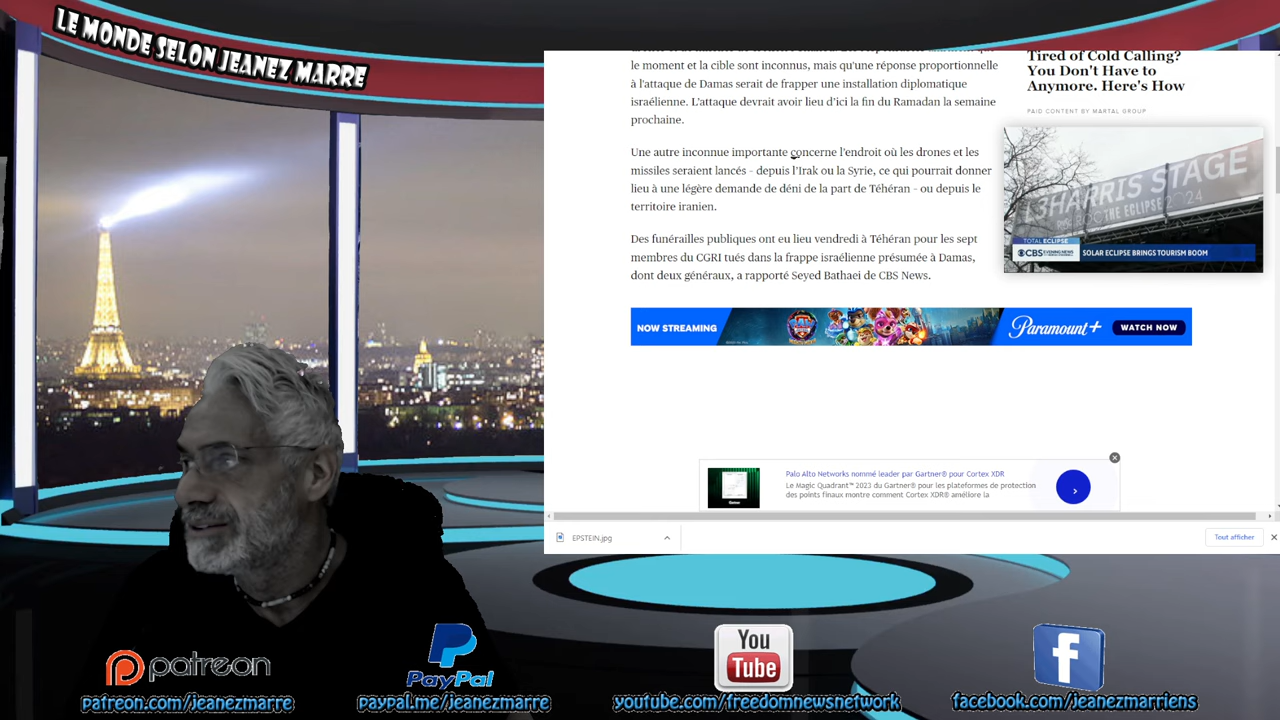 LE MONDE SELON JEANEZ MARRE
le moment et la cible sont inconnus, mais qu'une réponse proportionnelle
à l'attaque de Damas serait de frapper une installation diplomatique
israélienne. L'attaque devrait avoir lieu d'ici la fin du Ramadan la semaine
prochaine.
Une autre inconnue importante concerne l'endroit où les drones et les
missiles seraient lancés - depuis l'Irak ou la Syrie, ce qui pourrait donner
lieu à une légère demande de déni de la part de Téhéran - ou depuis le
territoire iranien.
Des funérailles publiques ont eu lieu vendredi à Téhéran pour les sept
membres du CGRI tués dans la frappe israélienne présumée à Damas,
dont deux généraux, a rapporté Seyed Bathaei de CBS News.
Tired of Cold Calling?
You Don't Have to
Anymore. Here's How
PAID CONTENT BY MARTAL GROUP
L3HARRIS STAGE
ROC THE ECLIPSE 2024
TOTAL ECLIPSE
CBS EVENING NEWS
SOLAR ECLIPSE BRINGS TOURISM BOOM
NOW STREAMING
Paramount+
WATCH NOW
Palo Alto Networks nommé leader par Gartner® pour Cortex XDR
Le Magic Quadrant™ 2023 du Gartner® pour les plateformes de protection
des points finaux montre comment Cortex XDR® améliore la
EPSTEIN.jpg
Tout afficher
patreon
PayPal
You
Tube
patreon.com/jeanezmarre
paypal.me/jeanezmarre
youtube.com/freedomnewsnetwork
facebook.com/jeanezmarriens